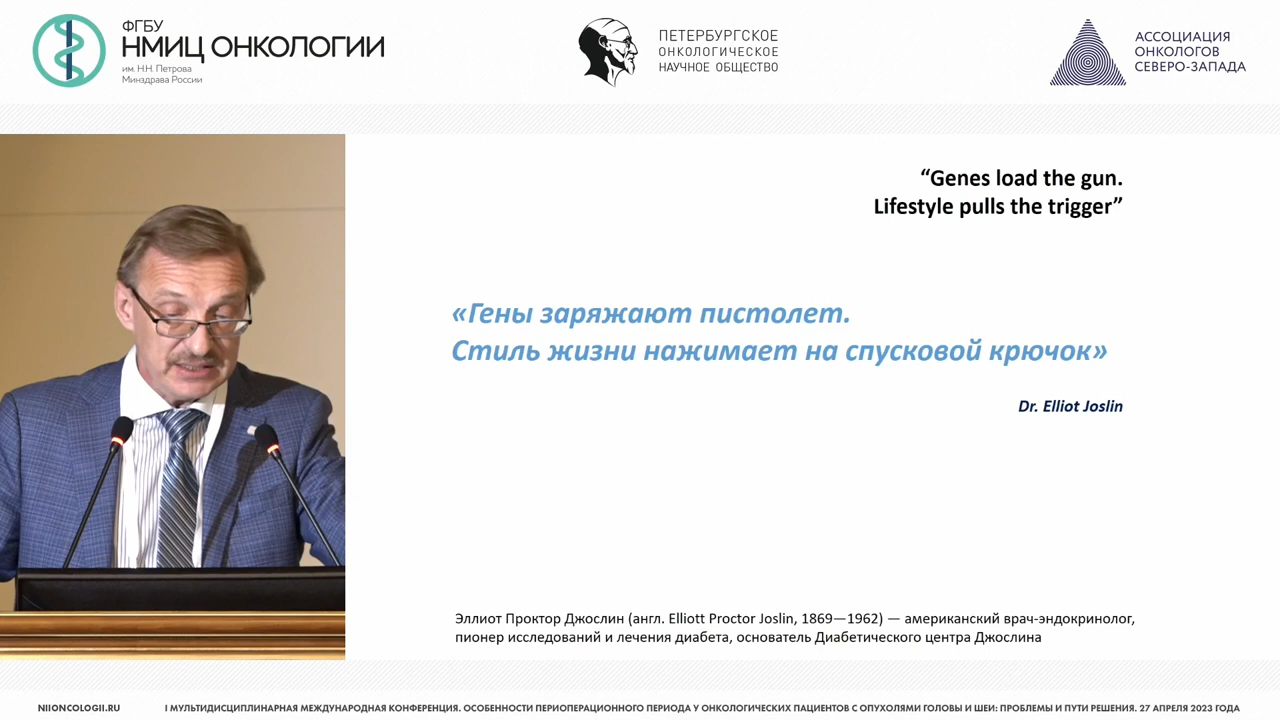 ФГБУ
НМИЦ ОНКОЛОГИИ
им. Н.Н. Петрова
Минздрава России
ПЕТЕРБУРГСКОЕ
ОНКОЛОГИЧЕСКОЕ
НАУЧНОЕ ОБЩЕСТВО
АССОЦИАЦИЯ
ОНКОЛОГОВ
СЕВЕРО-ЗАПАДА
“Genes load the gun.
Lifestyle pulls the trigger”
«Гены заряжают пистолет.
Стиль жизни нажимает на спусковой крючок»
Dr. Elliot Joslin
Эллиот Проктор Джослин (англ. Elliott Proctor Joslin, 1869—1962) — американский врач-эндокринолог,
пионер исследований и лечения диабета, основатель Диабетического центра Джослина
NIIONCOLOGII.RU
I МУЛЬТИДИСЦИПЛИНАРНАЯ МЕЖДУНАРОДНАЯ КОНФЕРЕНЦИЯ. ОСОБЕННОСТИ ПЕРИОПЕРАЦИОННОГО ПЕРИОДА У ОНКОЛОГИЧЕСКИХ ПАЦИЕНТОВ С ОПУХОЛЯМИ ГОЛОВЫ И ШЕИ: ПРОБЛЕМЫ И ПУТИ РЕШЕНИЯ. 27 АПРЕЛЯ 2023 ГОДА